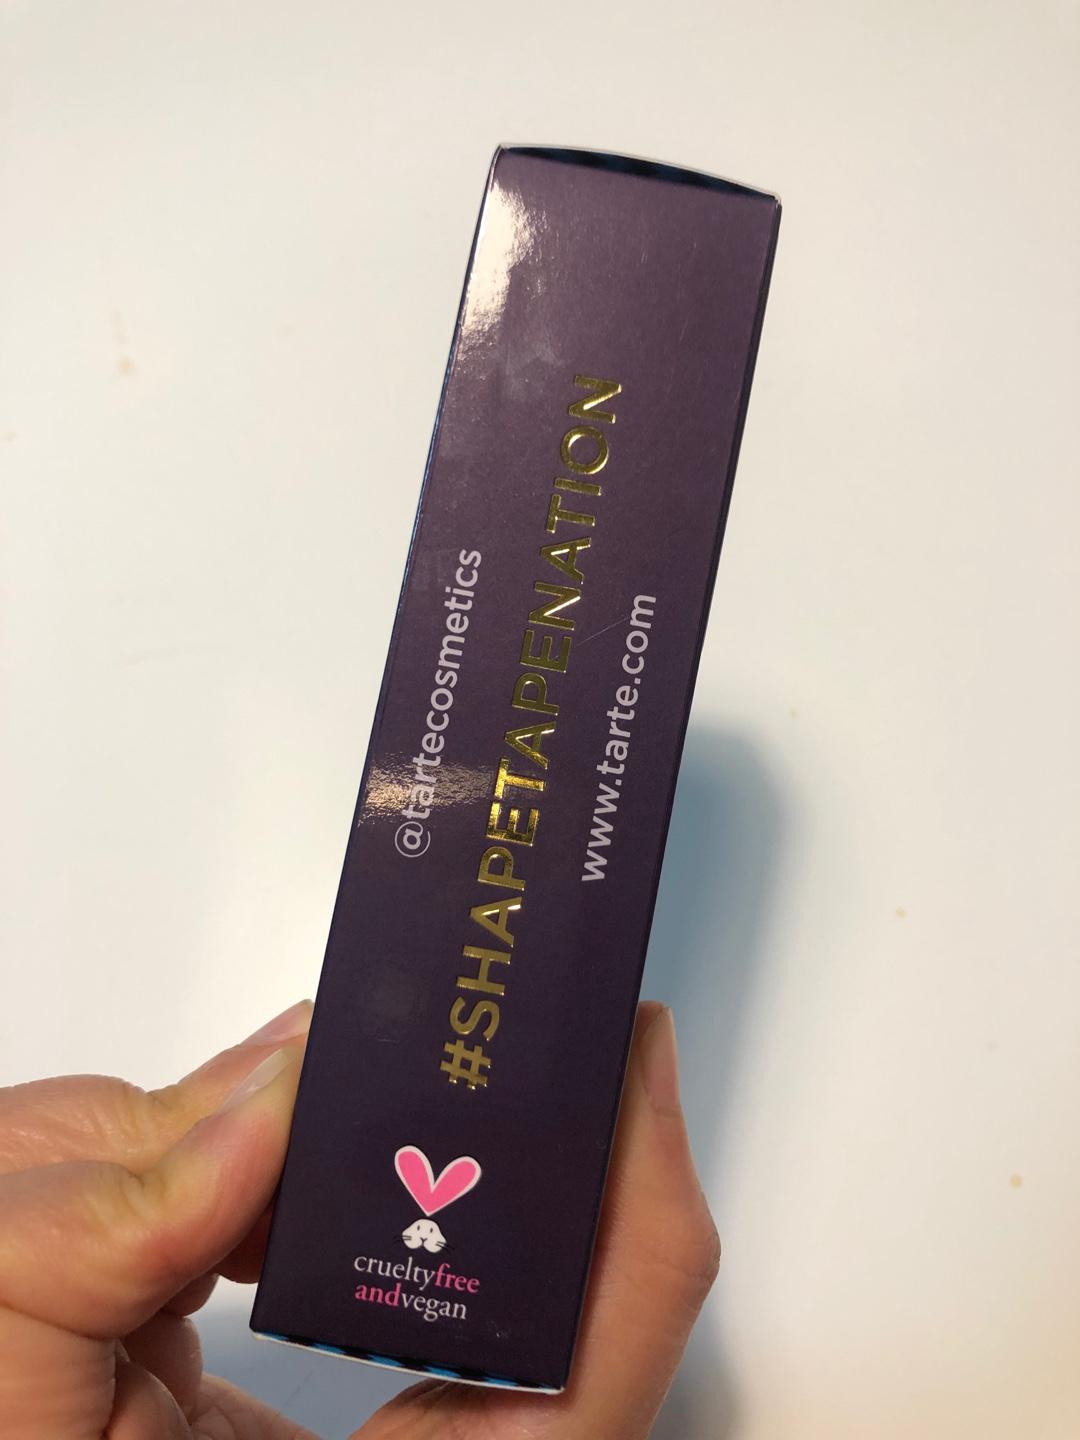 @tartecosmetics
#SHAPETAPENATION
www.tarte.com
crueltyfree
andvegan